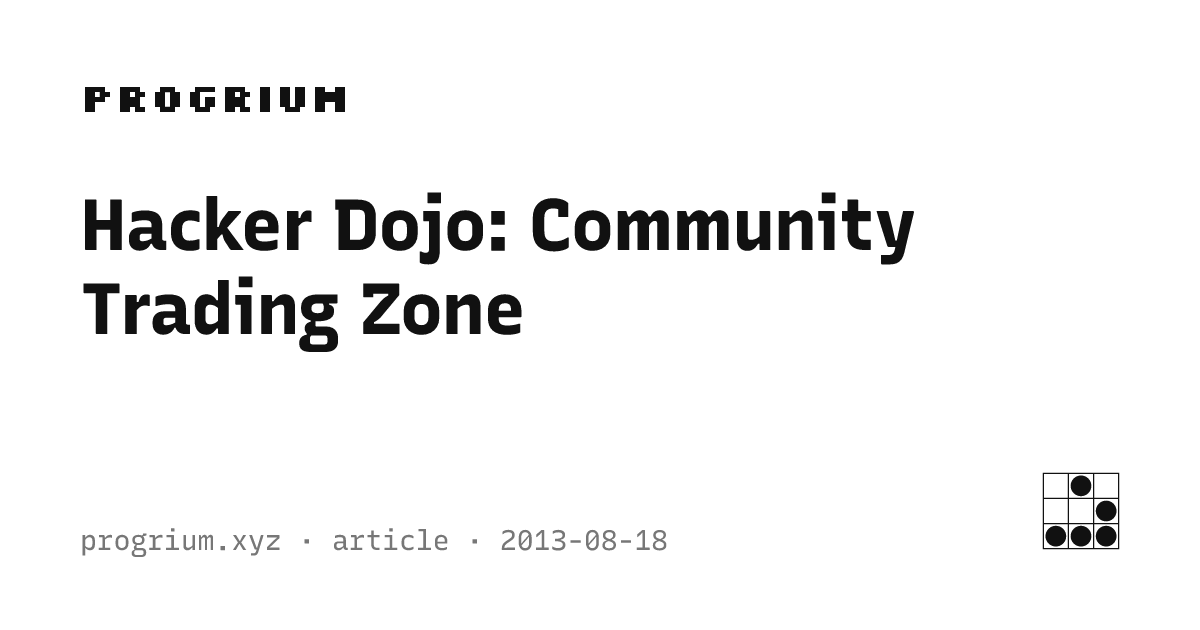 PROGRIUM
Hacker Dojo: Community
Trading Zone
progrium.xyz · article · 2013-08-18